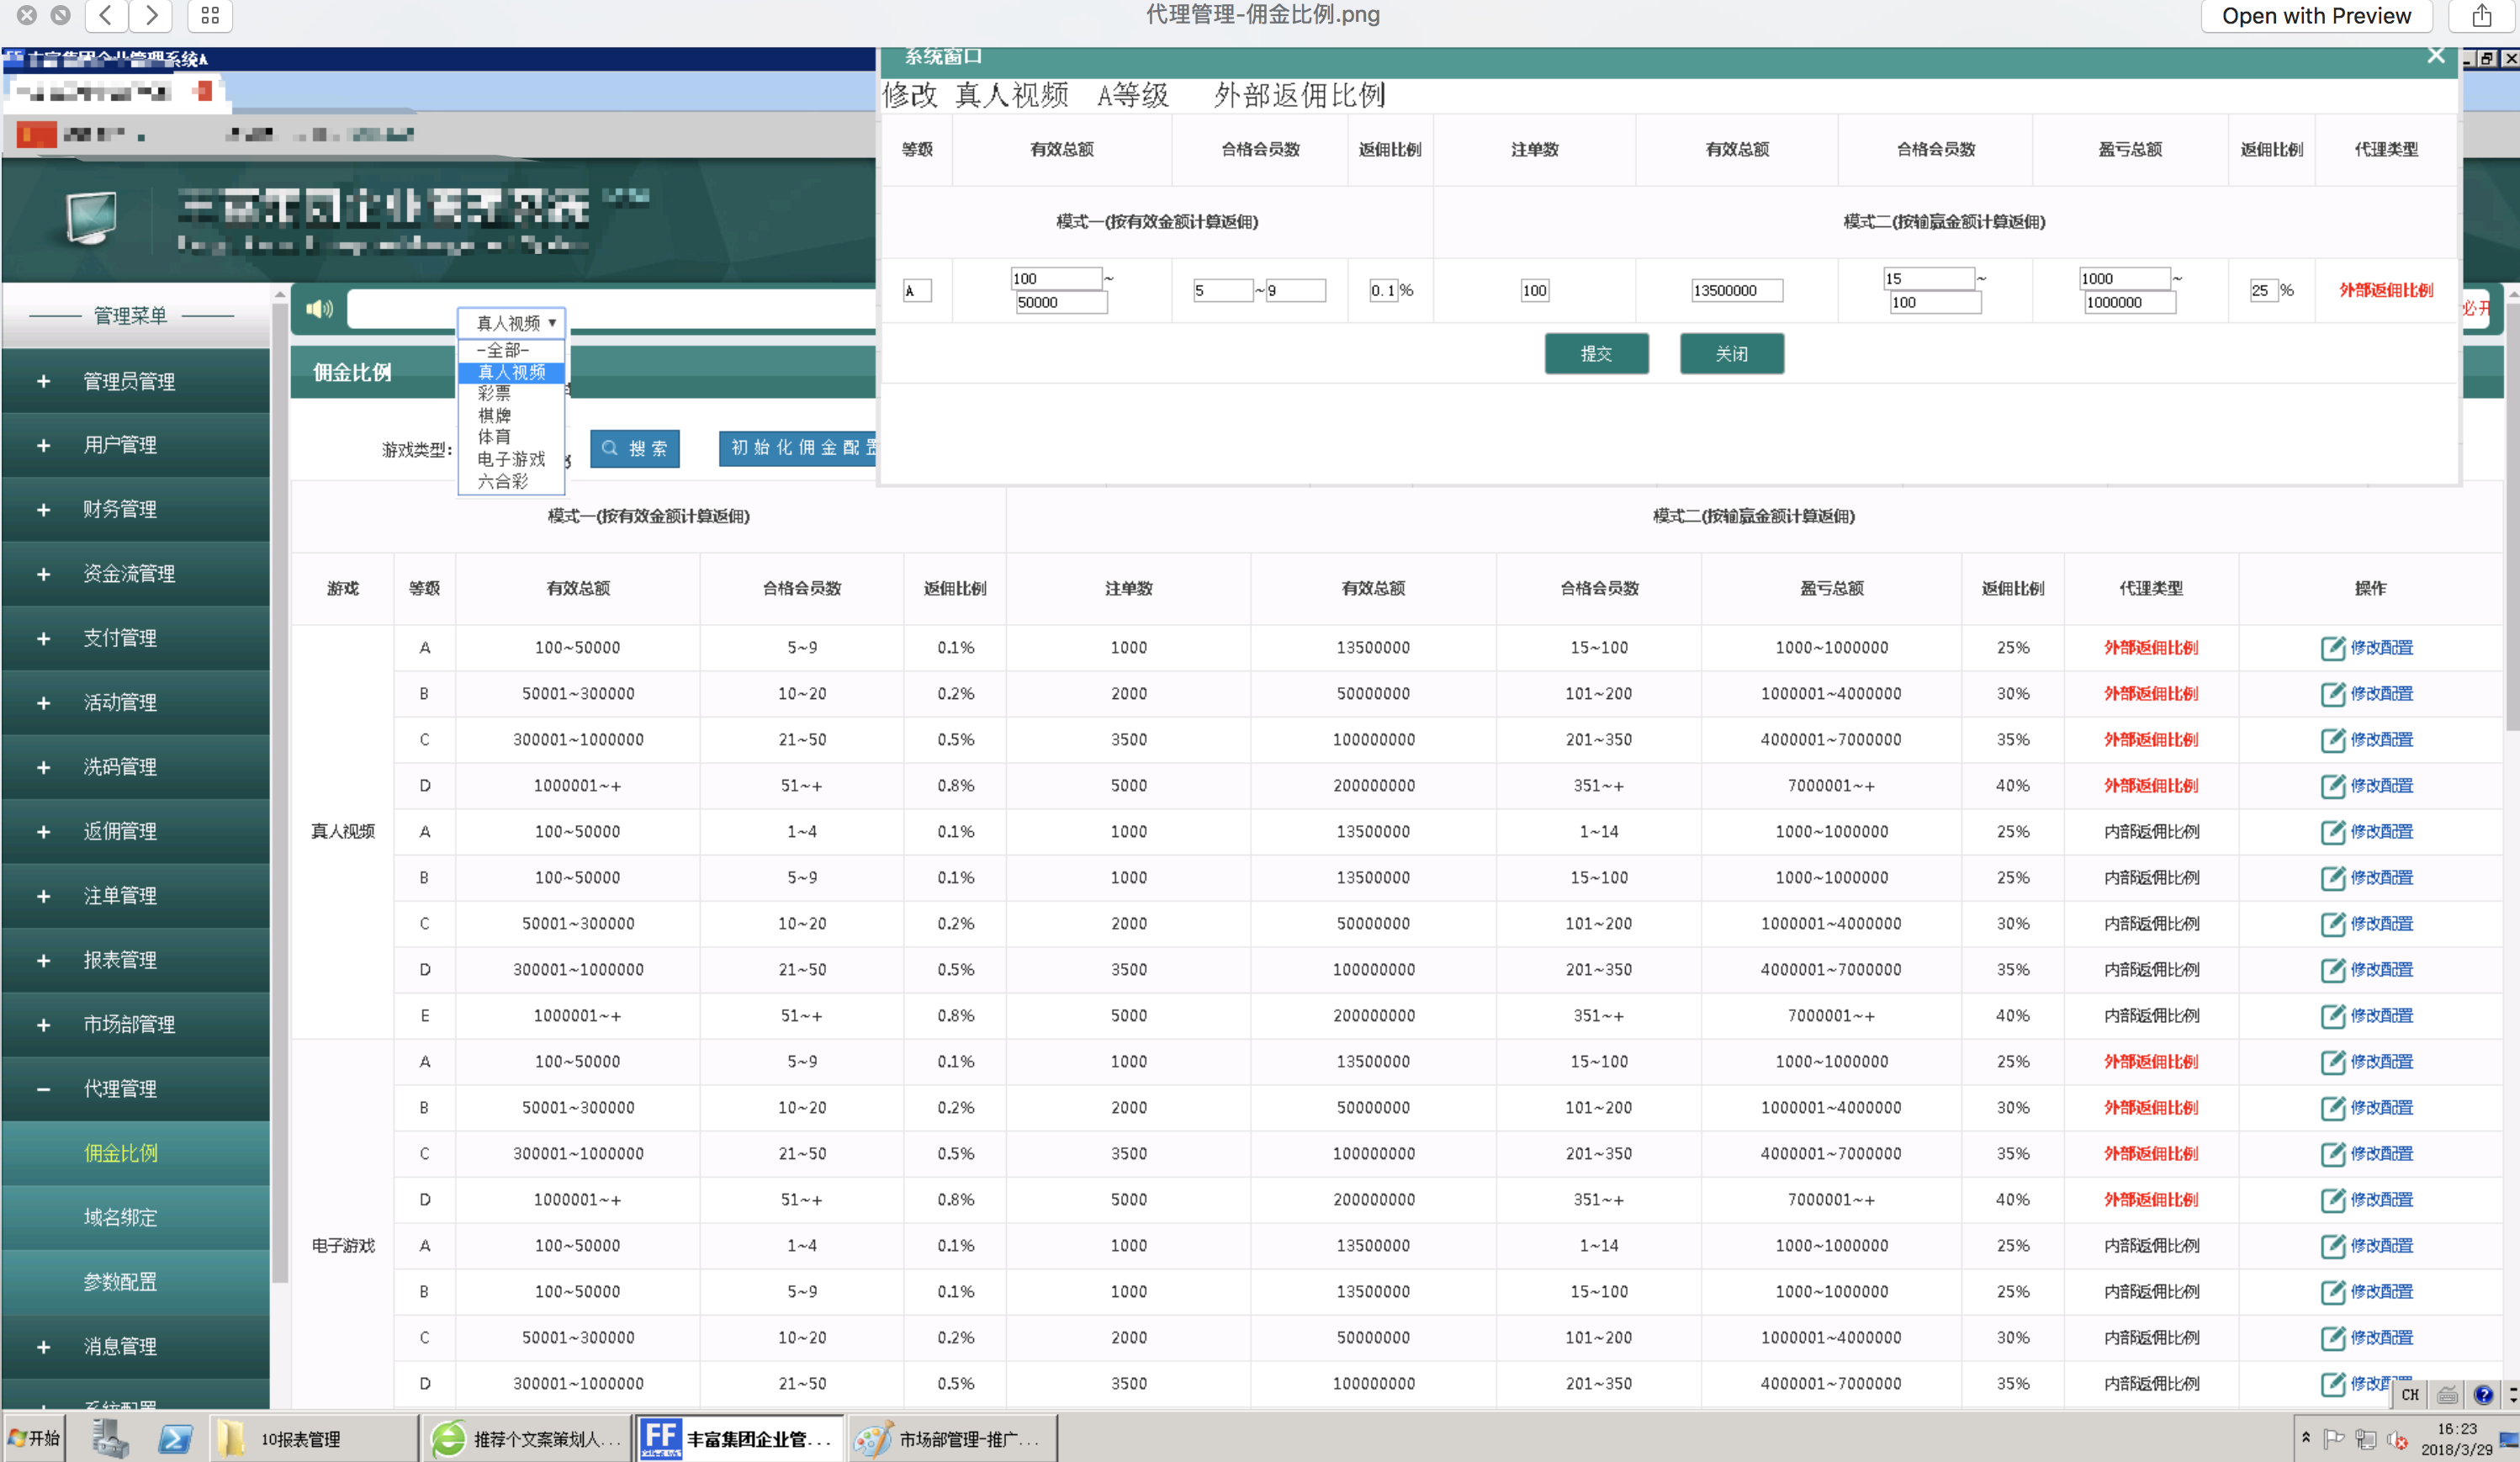 代理管理-佣金比例.png
Open with Preview
丰富集团企业管理系统A
系统窗口
修改 真人视频 A等级 外部返佣比例
等级 有效总额 合格会员数 返佣比例 注单数 有效总额 合格会员数 盈亏总额 返佣比例 代理类型
模式一(按有效金额计算返佣) 模式二(按输赢金额计算返佣)
A 100 ~ 50000 5 ~ 9 0.1 % 100 13500000 15 ~ 100 1000 ~ 1000000 25 % 外部返佣比例
提交 关闭
必开
管理菜单
+ 管理员管理
+ 用户管理
+ 财务管理
+ 资金流管理
+ 支付管理
+ 活动管理
+ 洗码管理
+ 返佣管理
+ 注单管理
+ 报表管理
+ 市场部管理
− 代理管理
佣金比例
域名绑定
参数配置
+ 消息管理
系统配置
佣金比例
游戏类型:
真人视频
-全部-
真人视频
彩票
棋牌
体育
电子游戏
六合彩
搜索
初始化佣金配置
模式一(按有效金额计算返佣) 模式二(按输赢金额计算返佣)
游戏 等级 有效总额 合格会员数 返佣比例 注单数 有效总额 合格会员数 盈亏总额 返佣比例 代理类型 操作
真人视频
A 100~50000 5~9 0.1% 1000 13500000 15~100 1000~1000000 25% 外部返佣比例 修改配置
B 50001~300000 10~20 0.2% 2000 50000000 101~200 1000001~4000000 30% 外部返佣比例 修改配置
C 300001~1000000 21~50 0.5% 3500 100000000 201~350 4000001~7000000 35% 外部返佣比例 修改配置
D 1000001~+ 51~+ 0.8% 5000 200000000 351~+ 7000001~+ 40% 外部返佣比例 修改配置
A 100~50000 1~4 0.1% 1000 13500000 1~14 1000~1000000 25% 内部返佣比例 修改配置
B 100~50000 5~9 0.1% 1000 13500000 15~100 1000~1000000 25% 内部返佣比例 修改配置
C 50001~300000 10~20 0.2% 2000 50000000 101~200 1000001~4000000 30% 内部返佣比例 修改配置
D 300001~1000000 21~50 0.5% 3500 100000000 201~350 4000001~7000000 35% 内部返佣比例 修改配置
E 1000001~+ 51~+ 0.8% 5000 200000000 351~+ 7000001~+ 40% 内部返佣比例 修改配置
电子游戏
A 100~50000 5~9 0.1% 1000 13500000 15~100 1000~1000000 25% 外部返佣比例 修改配置
B 50001~300000 10~20 0.2% 2000 50000000 101~200 1000001~4000000 30% 外部返佣比例 修改配置
C 300001~1000000 21~50 0.5% 3500 100000000 201~350 4000001~7000000 35% 外部返佣比例 修改配置
D 1000001~+ 51~+ 0.8% 5000 200000000 351~+ 7000001~+ 40% 外部返佣比例 修改配置
A 100~50000 1~4 0.1% 1000 13500000 1~14 1000~1000000 25% 内部返佣比例 修改配置
B 100~50000 5~9 0.1% 1000 13500000 15~100 1000~1000000 25% 内部返佣比例 修改配置
C 50001~300000 10~20 0.2% 2000 50000000 101~200 1000001~4000000 30% 内部返佣比例 修改配置
D 300001~1000000 21~50 0.5% 3500 100000000 201~350 4000001~7000000 35% 内部返佣比例 修改配
CH
开始 10报表管理 推荐个文案策划人... FF 丰富集团企业管... 市场部管理-推广...
16:23
2018/3/29